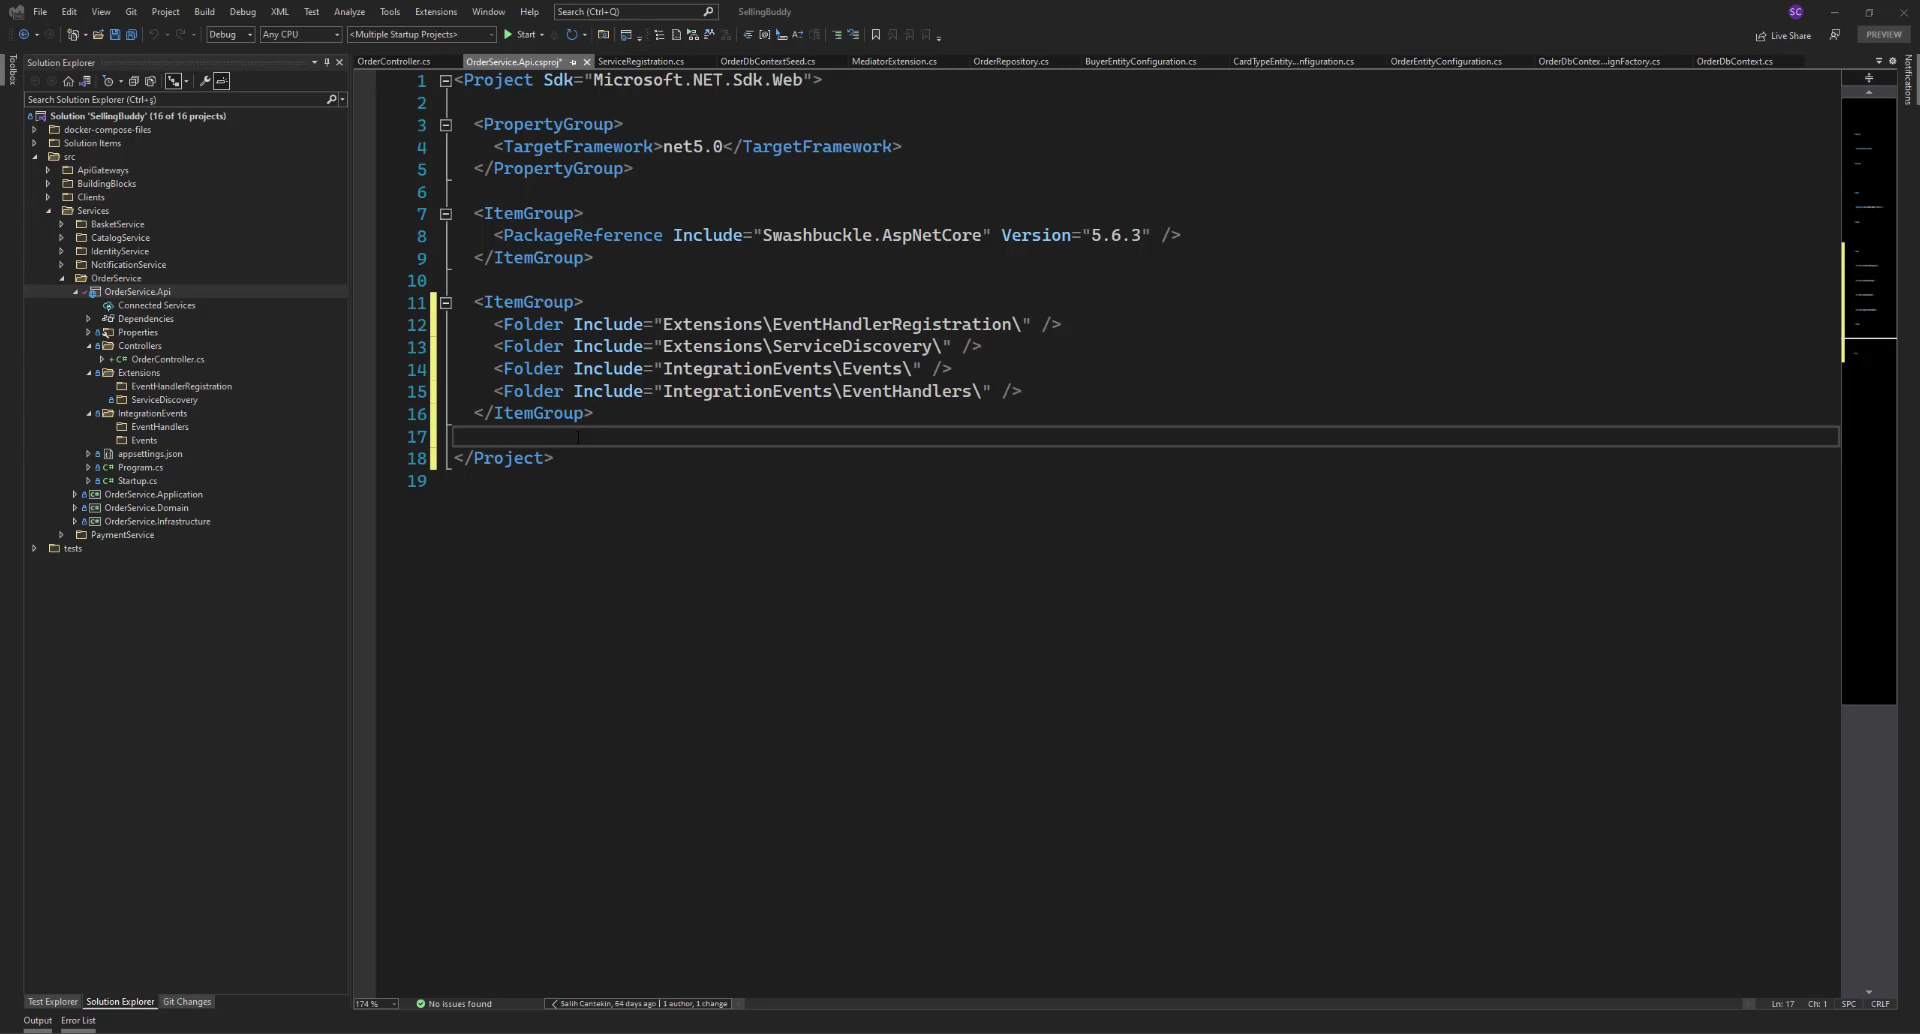 File Edit View Git Project Build Debug XML Test Analyze Tools Extensions Window Help Search (Ctrl+Q) SellingBuddy SC
Debug Any CPU <Multiple Startup Projects> Start Live Share PREVIEW
Toolbox
Solution Explorer
Search Solution Explorer (Ctrl+ş)
Solution 'SellingBuddy' (16 of 16 projects)
docker-compose-files
Solution Items
src
ApiGateways
BuildingBlocks
Clients
Services
BasketService
CatalogService
IdentityService
NotificationService
OrderService
OrderService.Api
Connected Services
Dependencies
Properties
Controllers
OrderController.cs
Extensions
EventHandlerRegistration
ServiceDiscovery
IntegrationEvents
EventHandlers
Events
appsettings.json
Program.cs
Startup.cs
OrderService.Application
OrderService.Domain
OrderService.Infrastructure
PaymentService
tests
Test Explorer Solution Explorer Git Changes
OrderController.cs OrderService.Api.csproj* ServiceRegistration.cs OrderDbContextSeed.cs MediatorExtension.cs OrderRepository.cs BuyerEntityConfiguration.cs CardTypeEntity...nfiguration.cs OrderEntityConfiguration.cs OrderDbContex...ignFactory.cs OrderDbContext.cs
1 <Project Sdk="Microsoft.NET.Sdk.Web">
2
3 <PropertyGroup>
4 <TargetFramework>net5.0</TargetFramework>
5 </PropertyGroup>
6
7 <ItemGroup>
8 <PackageReference Include="Swashbuckle.AspNetCore" Version="5.6.3" />
9 </ItemGroup>
10
11 <ItemGroup>
12 <Folder Include="Extensions\EventHandlerRegistration\" />
13 <Folder Include="Extensions\ServiceDiscovery\" />
14 <Folder Include="IntegrationEvents\Events\" />
15 <Folder Include="IntegrationEvents\EventHandlers\" />
16 </ItemGroup>
17
18 </Project>
19
Notifications
174 % No issues found Salih Cantekin, 64 days ago | 1 author, 1 change Ln: 17 Ch: 1 SPC CRLF
Output Error List